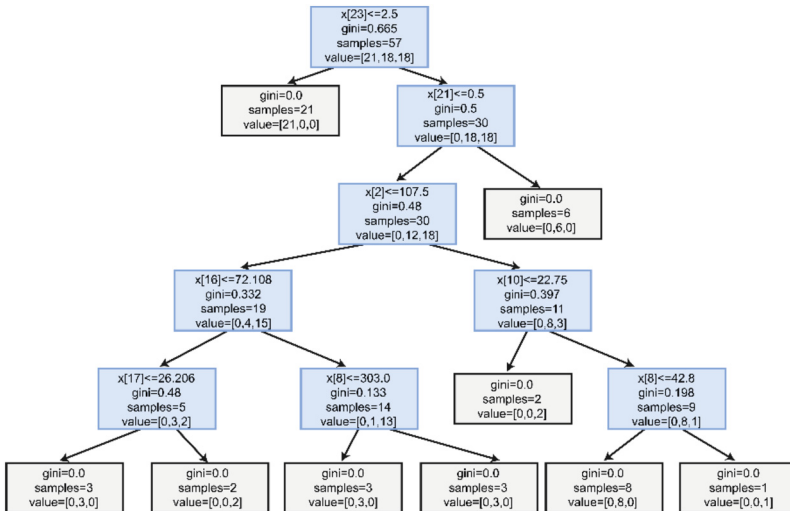 x[23]<=2.5
gini=0.665
samples=57
value=[21,18,18]
gini=0.0
samples=21
value=[21,0,0]
x[21]<=0.5
gini=0.5
samples=30
value=[0,18,18]
x[2]<=107.5
gini=0.48
samples=30
value=[0,12,18]
gini=0.0
samples=6
value=[0,6,0]
x[16]<=72.108
gini=0.332
samples=19
value=[0,4,15]
x[10]<=22.75
gini=0.397
samples=11
value=[0,8,3]
x[17]<=26.206
gini=0.48
samples=5
value=[0,3,2]
x[8]<=303.0
gini=0.133
samples=14
value=[0,1,13]
gini=0.0
samples=2
value=[0,0,2]
x[8]<=42.8
gini=0.198
samples=9
value=[0,8,1]
gini=0.0
samples=3
value=[0,3,0]
gini=0.0
samples=2
value=[0,0,2]
gini=0.0
samples=3
value=[0,3,0]
gini=0.0
samples=3
value=[0,3,0]
gini=0.0
samples=8
value=[0,8,0]
gini=0.0
samples=1
value=[0,0,1]